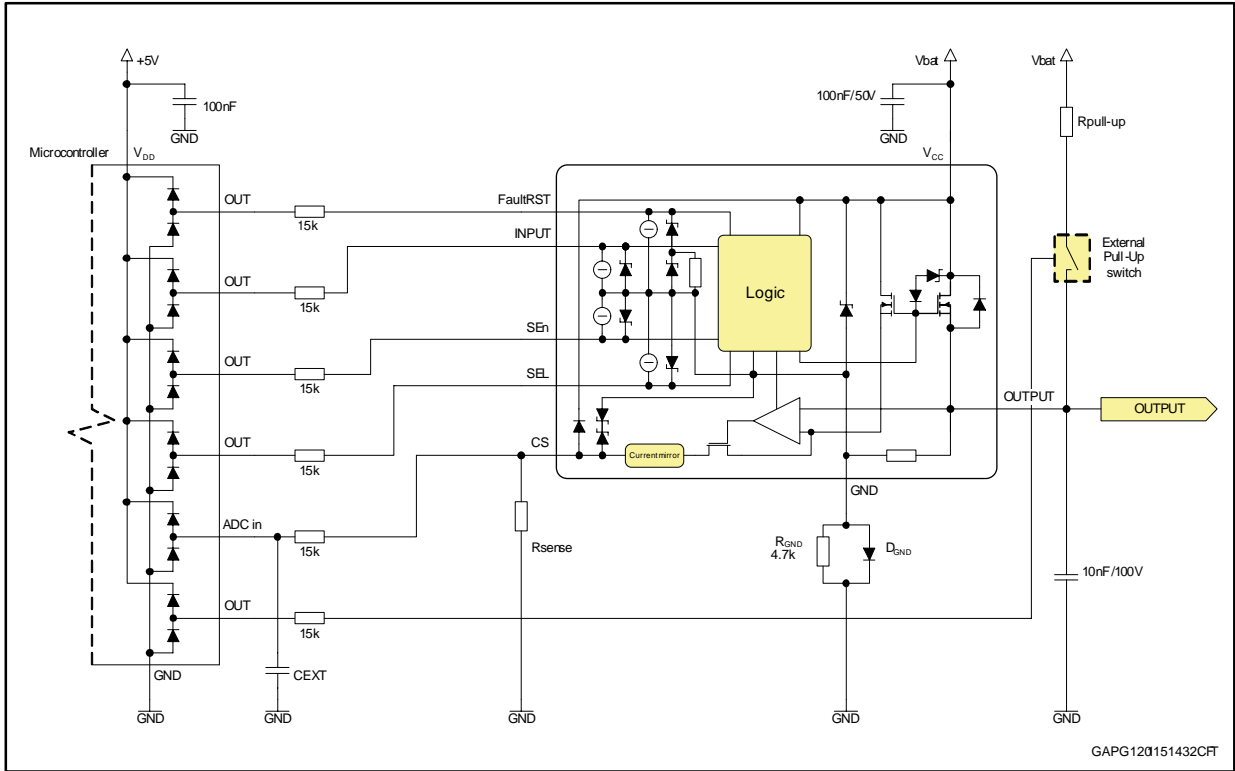 +5V
Vbat
Vbat
100nF
100nF/50V
GND
GND
Rpull-up
Microcontroller
VDD
VCC
OUT
15k
FaultRST
OUT
15k
INPUT
External
Pull-Up
switch
Logic
OUT
15k
SEn
OUT
15k
SEL
OUTPUT
OUTPUT
CS
Current mirror
GND
ADC in
15k
Rsense
RGND
4.7k
DGND
10nF/100V
OUT
15k
GND
CEXT
GND
GND
GND
GND
GND
GAPG120151432CFT